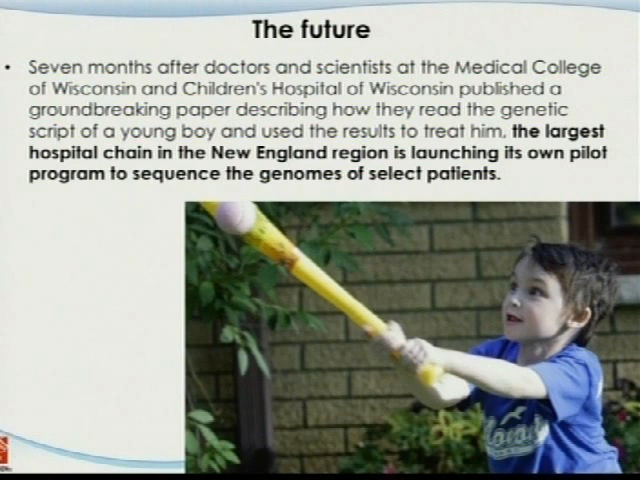 The future
• Seven months after doctors and scientists at the Medical College
of Wisconsin and Children's Hospital of Wisconsin published a
groundbreaking paper describing how they read the genetic
script of a young boy and used the results to treat him, the largest
hospital chain in the New England region is launching its own pilot
program to sequence the genomes of select patients.